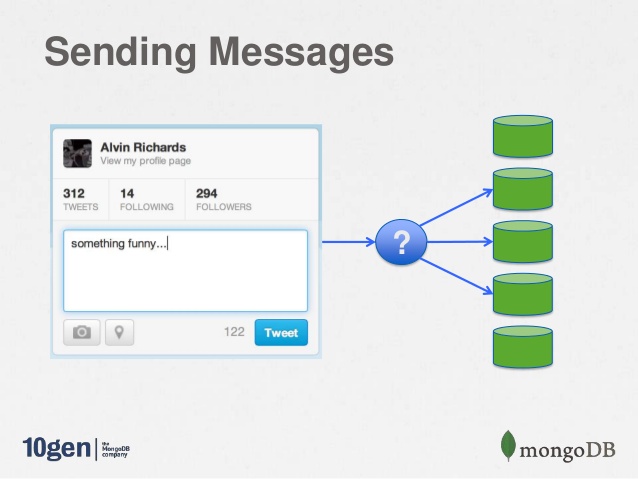 Sending Messages
Alvin Richards
View my profile page
312 14 294
TWEETS FOLLOWING FOLLOWERS
something funny...
?
122 Tweet
10gen the MongoDB company
mongoDB